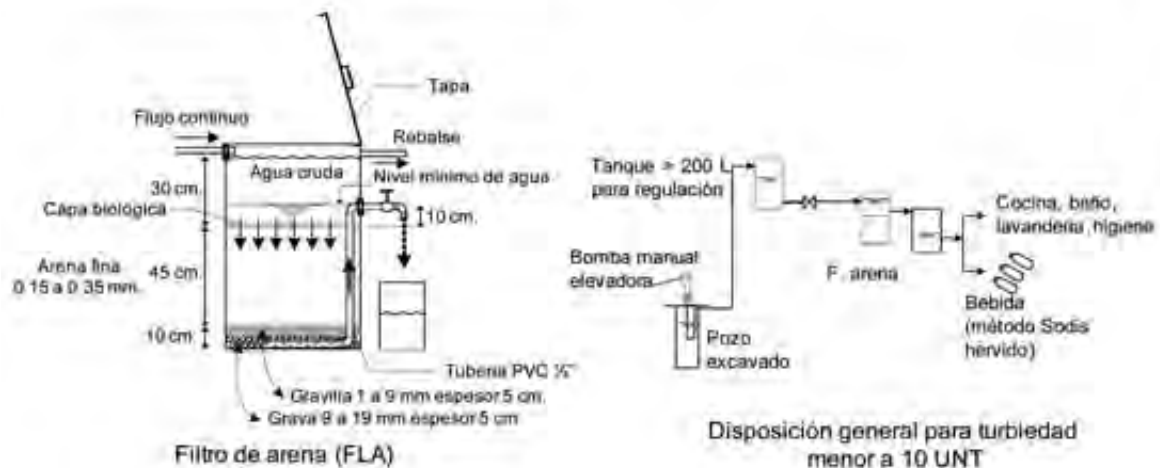 Tapa
Flujo continuo
Rebalse
Agua cruda
Nivel mínimo de agua
30 cm.
Capa biológica
10 cm.
Arena fina
0.15 a 0.35 mm.
45 cm.
10 cm.
Tubería PVC ½"
Gravilla 1 a 9 mm espesor 5 cm.
Grava 9 a 19 mm espesor 5 cm
Filtro de arena (FLA)
Tanque > 200 L
para regulación
Bomba manual
elevadora
Pozo
excavado
F. arena
Cocina, baño,
lavandería, higiene
Bebida
(método Sodis
hervido)
Disposición general para turbiedad
menor a 10 UNT